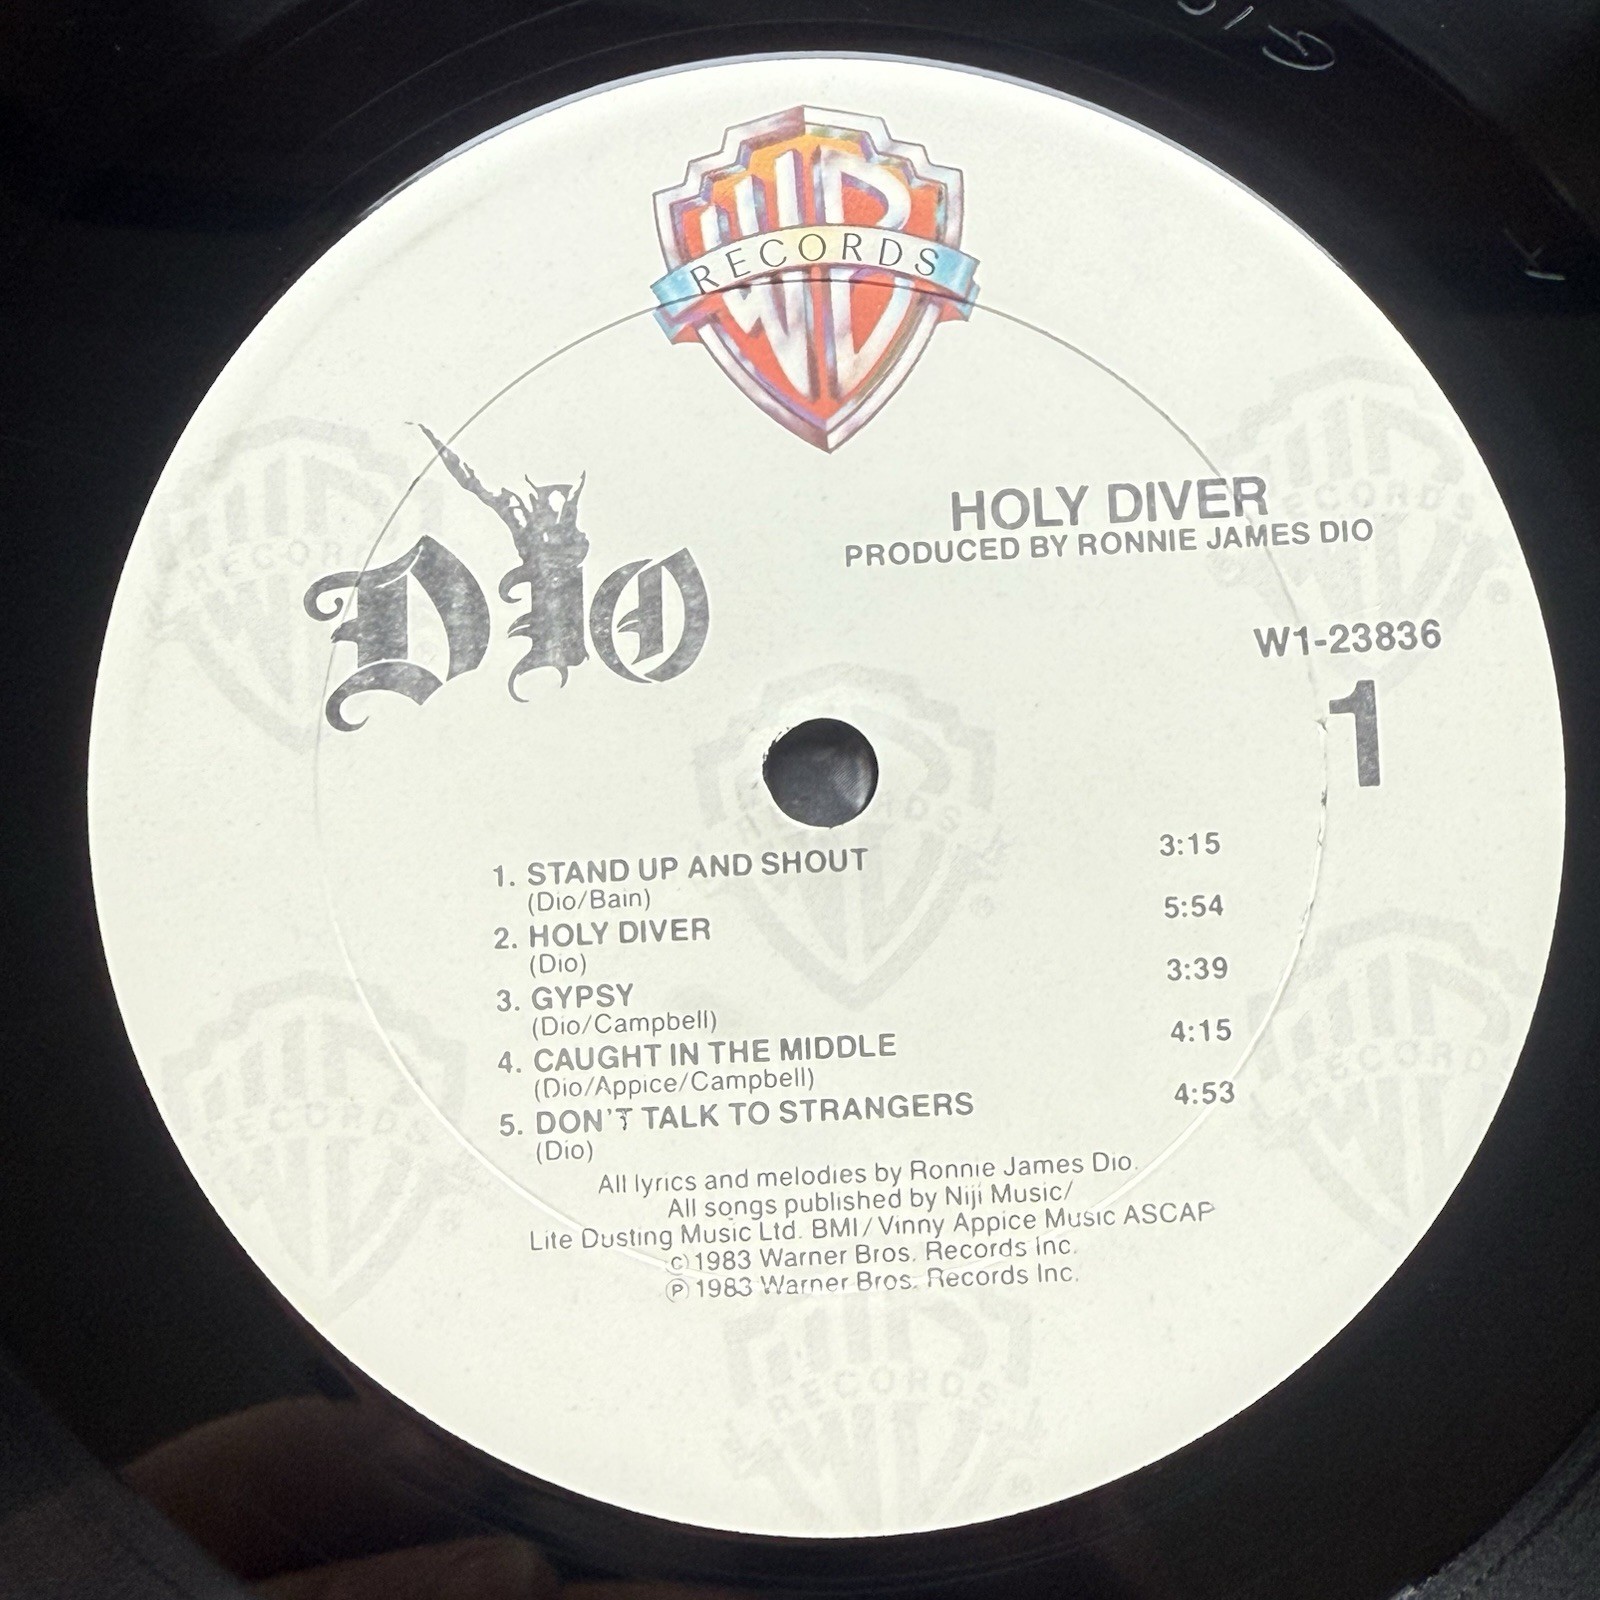 WB
RECORDS
DIO
HOLY DIVER
PRODUCED BY RONNIE JAMES DIO
W1-23836
1
1. STAND UP AND SHOUT 3:15
(Dio/Bain)
2. HOLY DIVER 5:54
(Dio)
3. GYPSY 3:39
(Dio/Campbell)
4. CAUGHT IN THE MIDDLE 4:15
(Dio/Appice/Campbell)
5. DON'T TALK TO STRANGERS 4:53
(Dio)
All lyrics and melodies by Ronnie James Dio.
All songs published by Niji Music/
Lite Dusting Music Ltd. BMI/Vinny Appice Music ASCAP
© 1983 Warner Bros. Records Inc.
℗ 1983 Warner Bros. Records Inc.